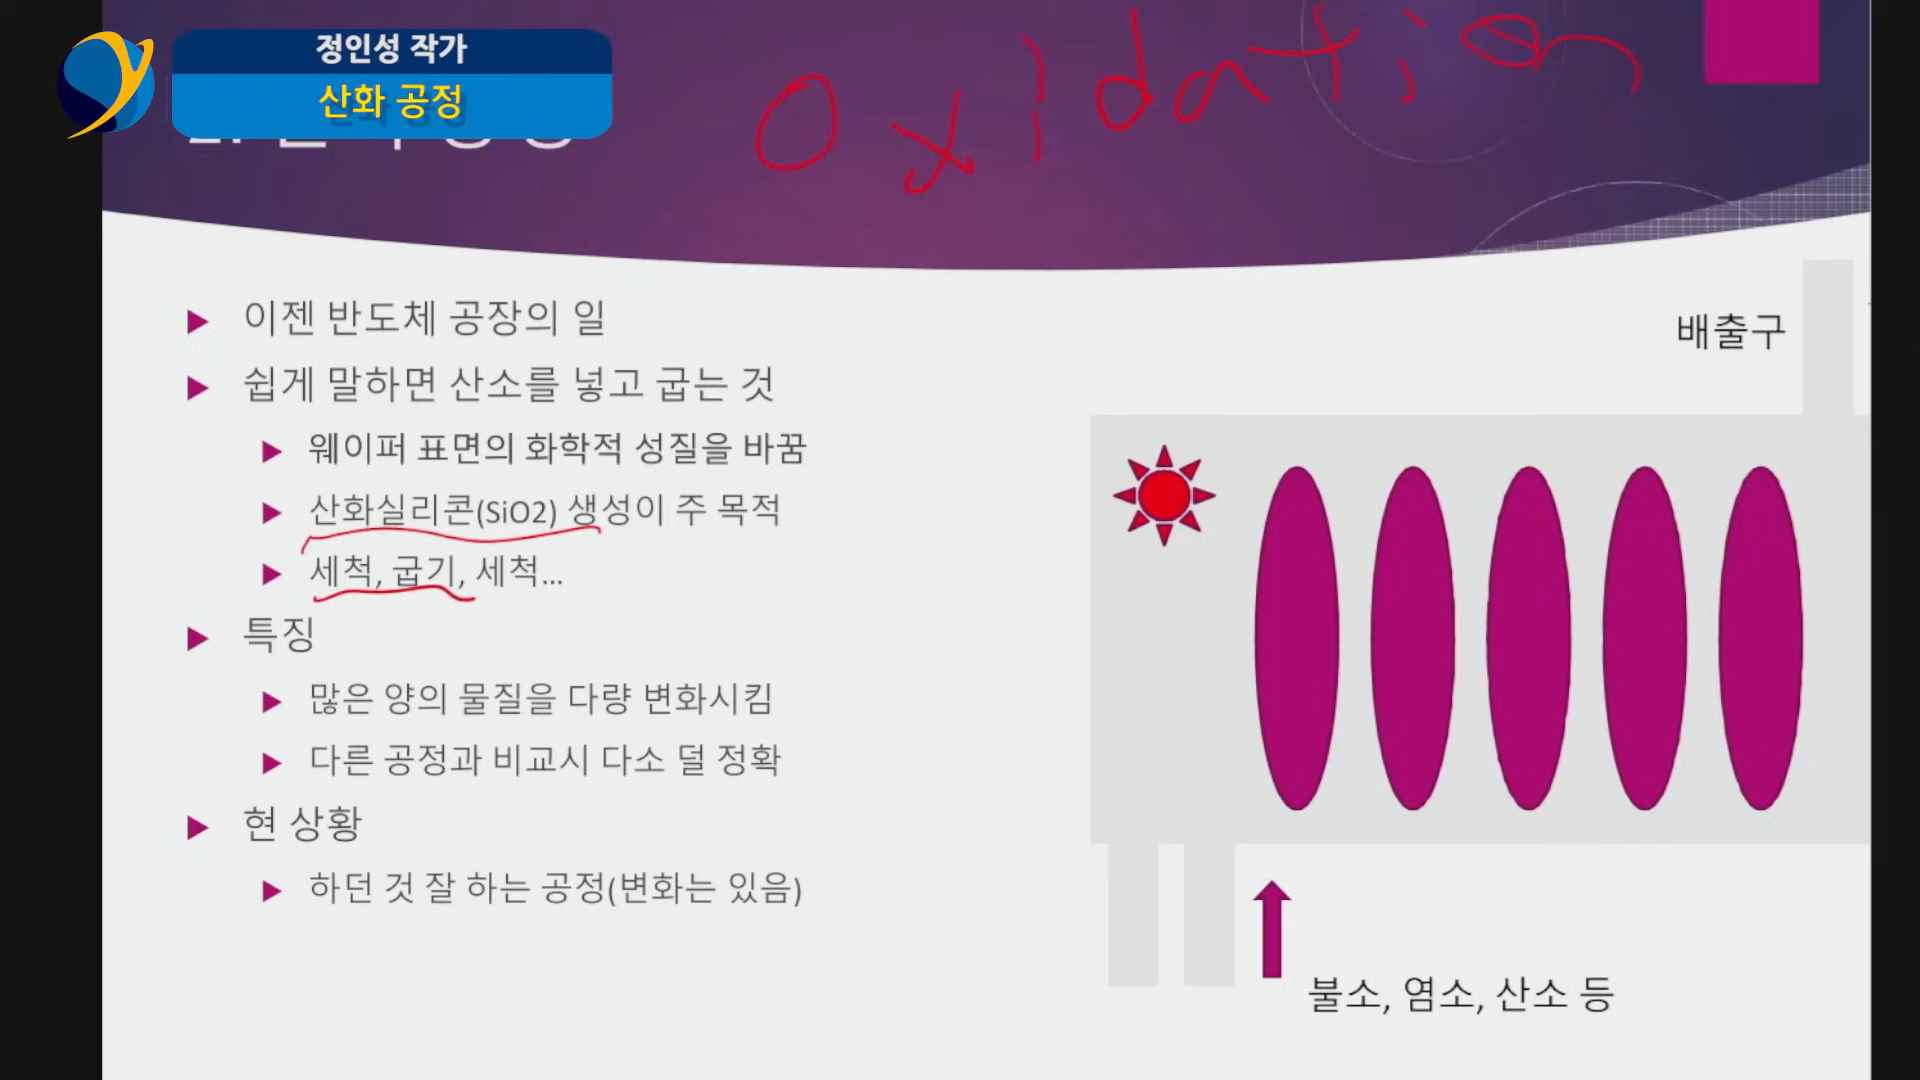 정인성 작가
산화 공정
Oxidation
이젠 반도체 공장의 일
쉽게 말하면 산소를 넣고 굽는 것
웨이퍼 표면의 화학적 성질을 바꿈
산화실리콘(SiO2) 생성이 주 목적
세척, 굽기, 세척...
특징
많은 양의 물질을 다량 변화시킴
다른 공정과 비교시 다소 덜 정확
현 상황
하던 것 잘 하는 공정(변화는 있음)
배출구
불소, 염소, 산소 등